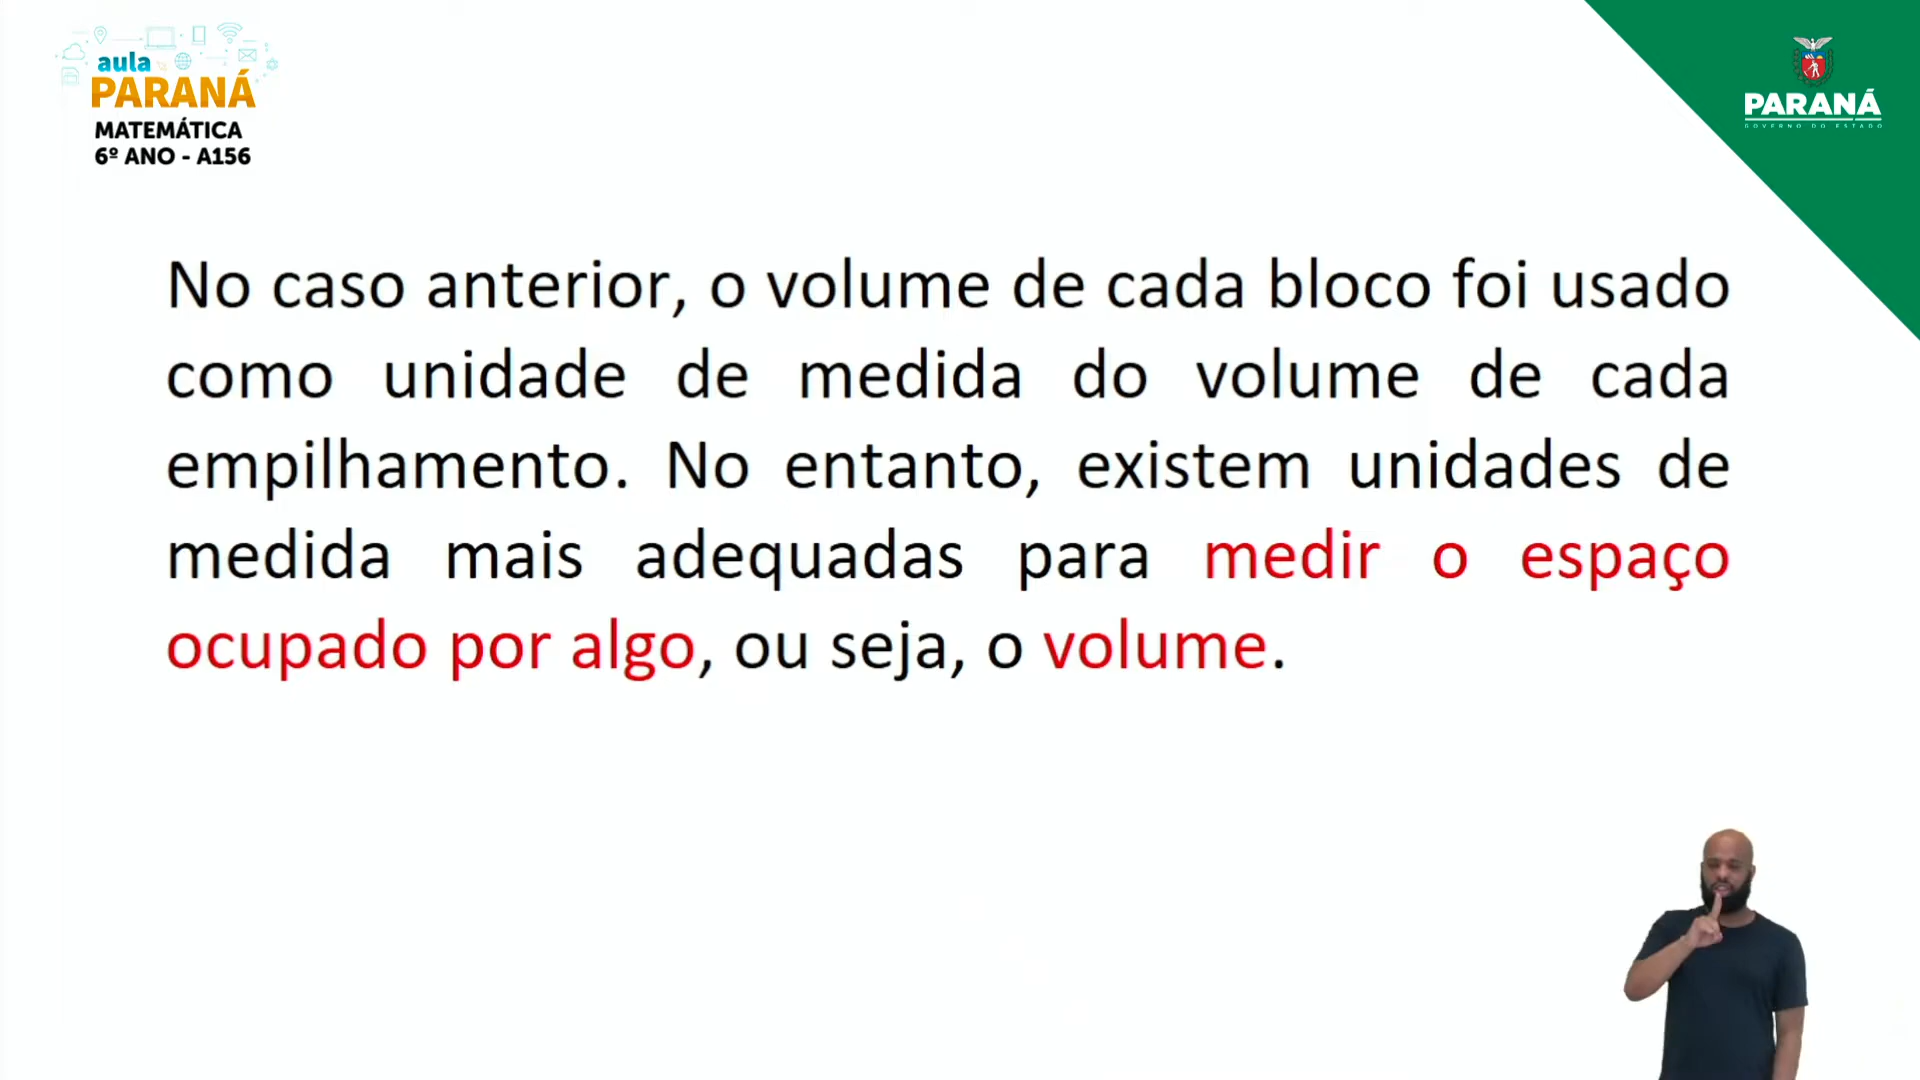 aula
PARANÁ
MATEMÁTICA
6º ANO - A156
PARANÁ
GOVERNO DO ESTADO
No caso anterior, o volume de cada bloco foi usado
como unidade de medida do volume de cada
empilhamento. No entanto, existem unidades de
medida mais adequadas para medir o espaço
ocupado por algo, ou seja, o volume.